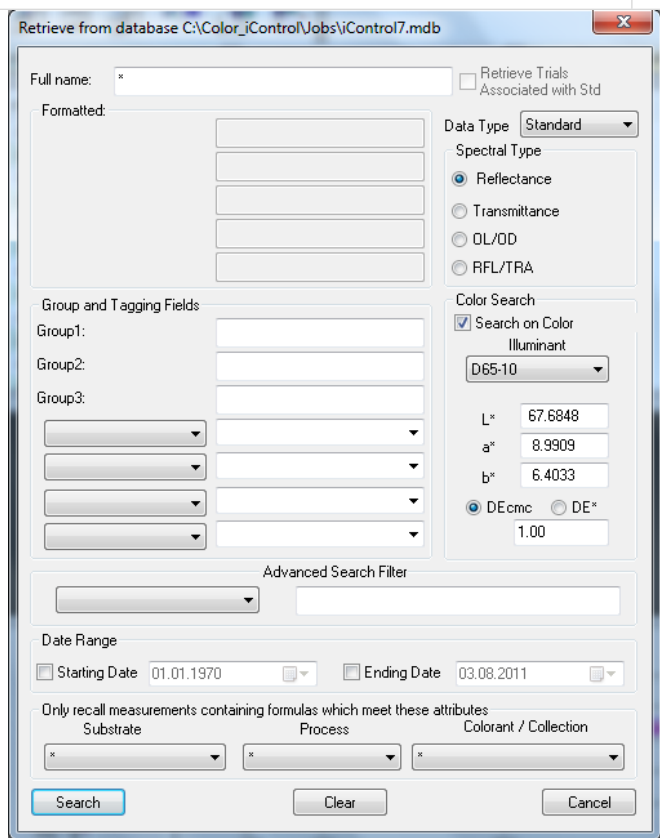 Retrieve from database C:\Color_iControl\Jobs\iControl7.mdb
Full name: *
Retrieve Trials
Associated with Std
Formatted:
Data Type Standard
Spectral Type
Reflectance
Transmittance
OL/OD
RFL/TRA
Group and Tagging Fields
Group1:
Group2:
Group3:
Color Search
Search on Color
Illuminant
D65-10
L* 67.6848
a* 8.9909
b* 6.4033
DEcmc DE*
1.00
Advanced Search Filter
Date Range
Starting Date 01.01.1970 Ending Date 03.08.2011
Only recall measurements containing formulas which meet these attributes
Substrate Process Colorant / Collection
* * *
Search Clear Cancel